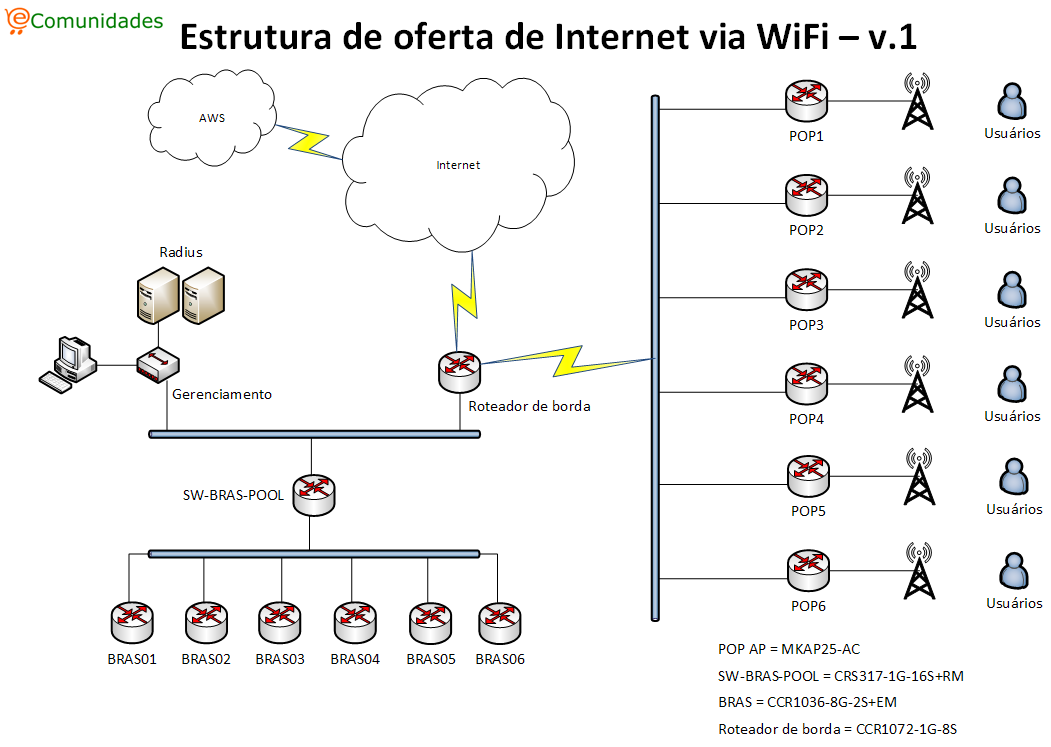 eComunidades
Estrutura de oferta de Internet via WiFi – v.1
AWS
Internet
Radius
Gerenciamento
Roteador de borda
SW-BRAS-POOL
BRAS01
BRAS02
BRAS03
BRAS04
BRAS05
BRAS06
POP1
Usuários
POP2
Usuários
POP3
Usuários
POP4
Usuários
POP5
Usuários
POP6
Usuários
POP AP = MKAP25-AC
SW-BRAS-POOL = CRS317-1G-16S+RM
BRAS = CCR1036-8G-2S+EM
Roteador de borda = CCR1072-1G-8S